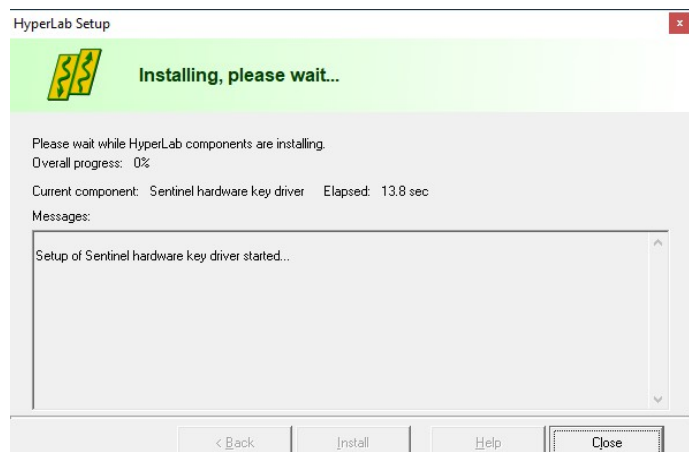 HyperLab Setup
x
Installing, please wait...
Please wait while HyperLab components are installing.
Overall progress: 0%
Current component: Sentinel hardware key driver Elapsed: 13.8 sec
Messages:
Setup of Sentinel hardware key driver started...
< Back Install Help Close